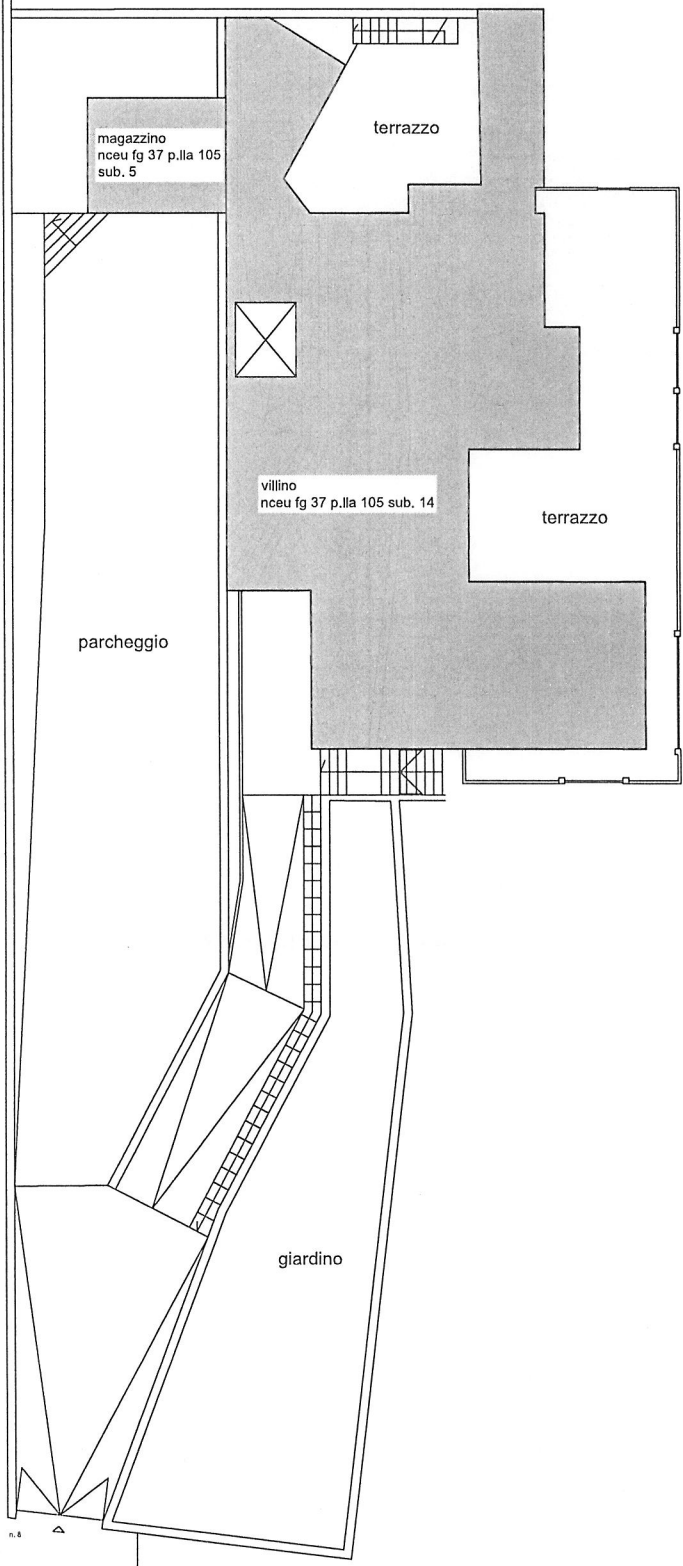 terrazzo
magazzino
nceu fg 37 p.lla 105
sub. 5
villino
nceu fg 37 p.lla 105 sub. 14
terrazzo
parcheggio
giardino
n. 8